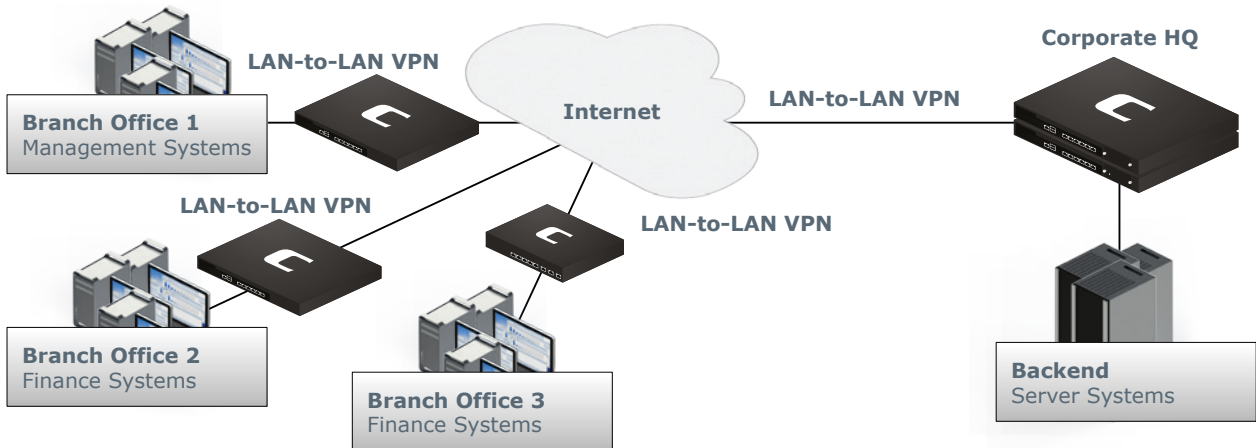 Corporate HQ
LAN-to-LAN VPN
LAN-to-LAN VPN
Internet
Branch Office 1
Management Systems
LAN-to-LAN VPN
LAN-to-LAN VPN
Branch Office 2
Finance Systems
Branch Office 3
Finance Systems
Backend
Server Systems